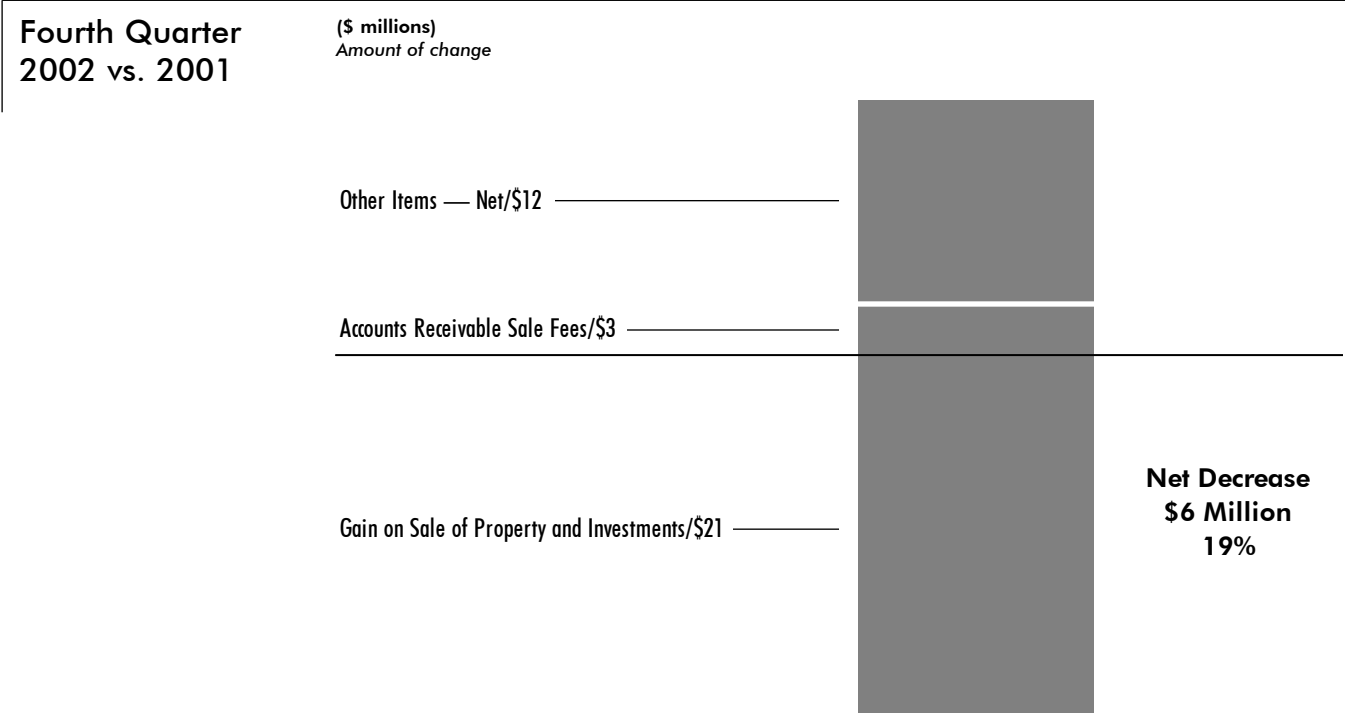 Fourth Quarter
2002 vs. 2001
($ millions)
Amount of change
Other Items — Net/$12
Accounts Receivable Sale Fees/$3
Gain on Sale of Property and Investments/$21
Net Decrease
$6 Million
19%